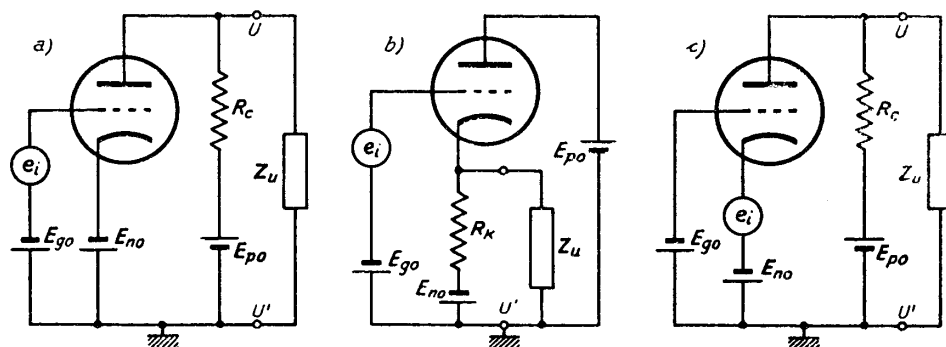 a)
U
R_c
e_i
Z_u
E_go
E_no
E_po
U'
b)
e_i
E_po
R_K
Z_u
E_go
E_no
U'
c)
U
R_c
Z_u
e_i
E_go
E_no
E_po
U'